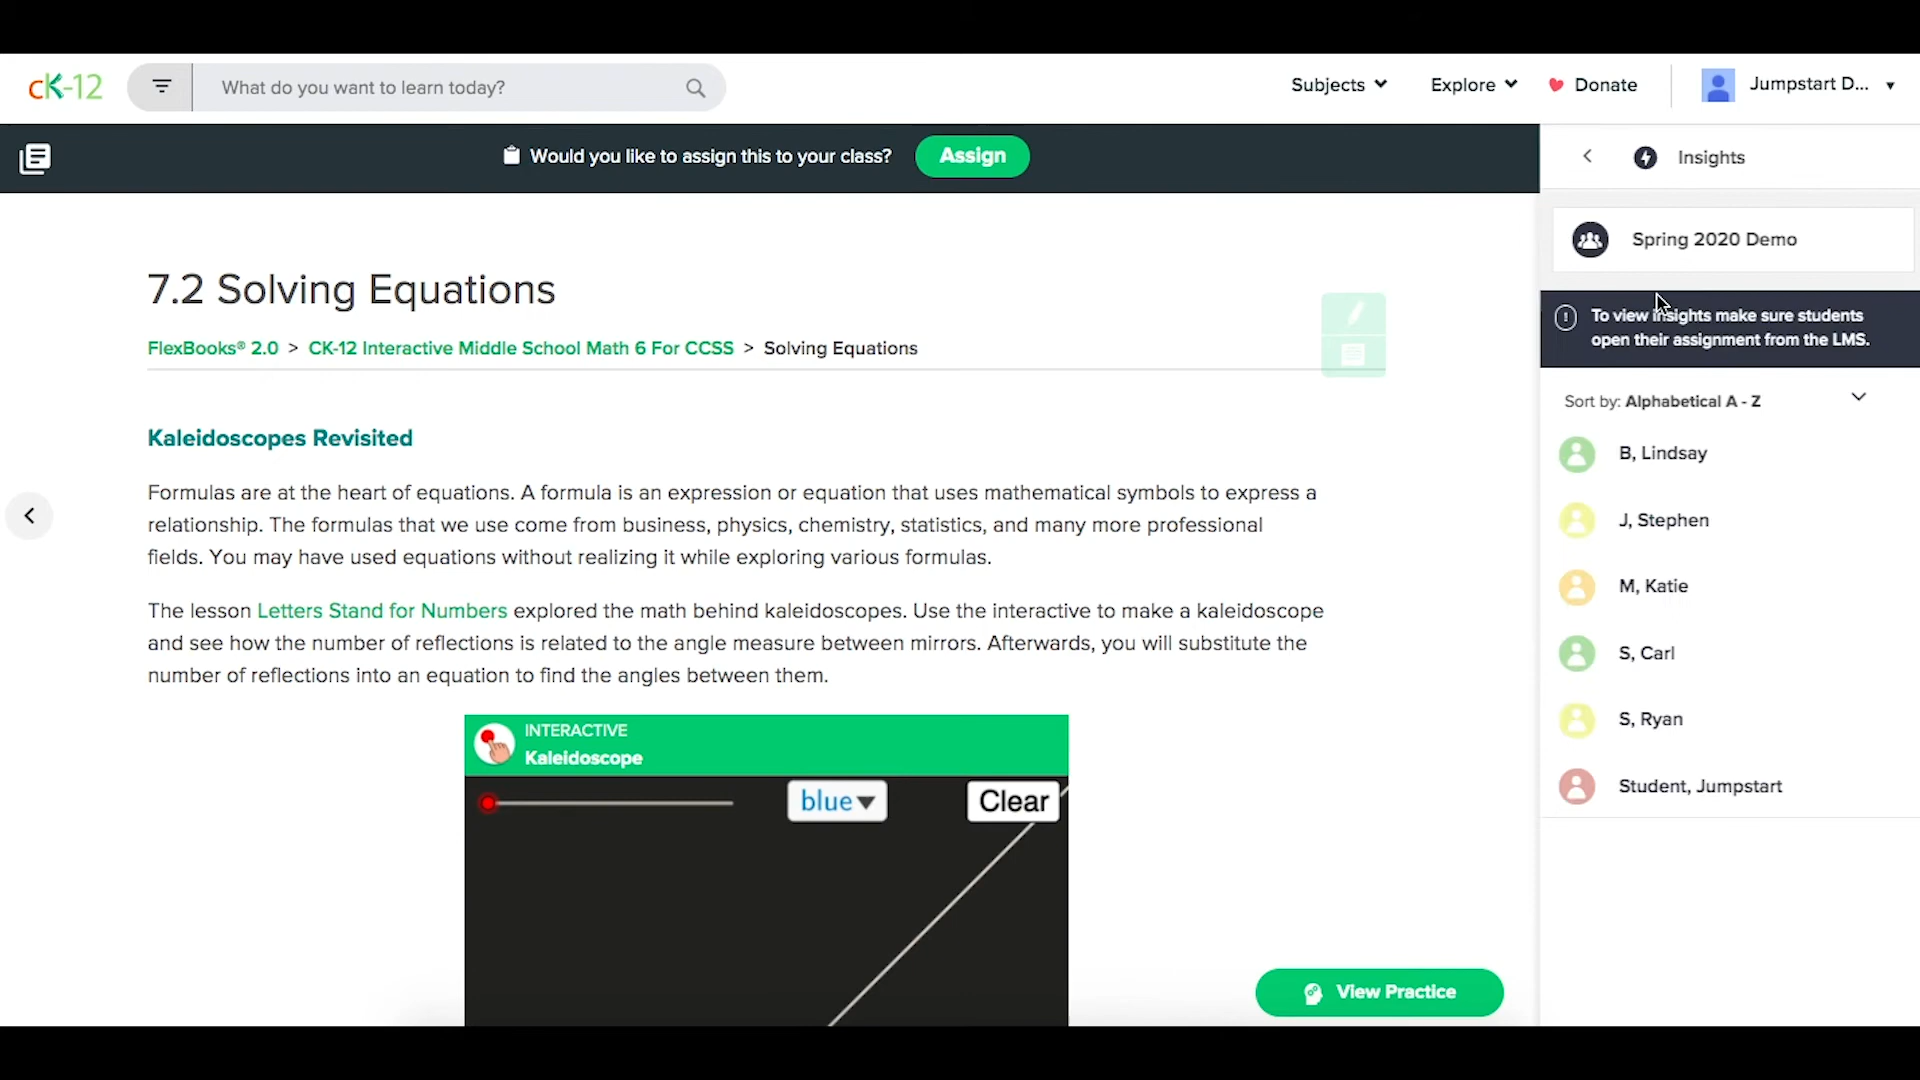 cK-12
What do you want to learn today?
Subjects
Explore
Donate
Jumpstart D...
Would you like to assign this to your class?
Assign
Insights
Spring 2020 Demo
To view insights make sure students
open their assignment from the LMS.
Sort by: Alphabetical A - Z
B, Lindsay
J, Stephen
M, Katie
S, Carl
S, Ryan
Student, Jumpstart
7.2 Solving Equations
FlexBooks® 2.0 > CK-12 Interactive Middle School Math 6 For CCSS > Solving Equations
Kaleidoscopes Revisited
Formulas are at the heart of equations. A formula is an expression or equation that uses mathematical symbols to express a
relationship. The formulas that we use come from business, physics, chemistry, statistics, and many more professional
fields. You may have used equations without realizing it while exploring various formulas.
The lesson Letters Stand for Numbers explored the math behind kaleidoscopes. Use the interactive to make a kaleidoscope
and see how the number of reflections is related to the angle measure between mirrors. Afterwards, you will substitute the
number of reflections into an equation to find the angles between them.
INTERACTIVE
Kaleidoscope
blue
Clear
View Practice